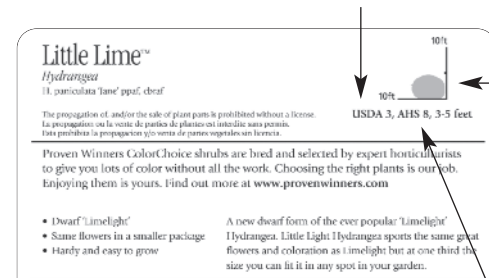 Little Lime™
Hydrangea
H. paniculata 'Jane' ppaf, cbraf
The propagation of, and/or the sale of plant parts is prohibited without a license.
La propagation ou la vente de parties de plantes est interdite sans permis.
Esta prohibita la propagacion y/o venta de partes vegetales sin licencia.
10ft
10ft
USDA 3, AHS 8, 3-5 feet
Proven Winners ColorChoice shrubs are bred and selected by expert horticulturists
to give you lots of color without all the work. Choosing the right plants is our job.
Enjoying them is yours. Find out more at www.provenwinners.com
• Dwarf 'Limelight'
• Same flowers in a smaller package
• Hardy and easy to grow
A new dwarf form of the ever popular 'Limelight'
Hydrangea. Little Light Hydrangea sports the same great
flowers and coloration as Limelight but at one third the
size you can fit it in any spot in your garden.